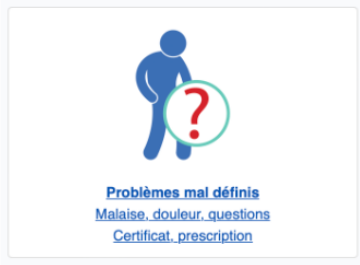 ?
Problèmes mal définis
Malaise, douleur, questions
Certificat, prescription